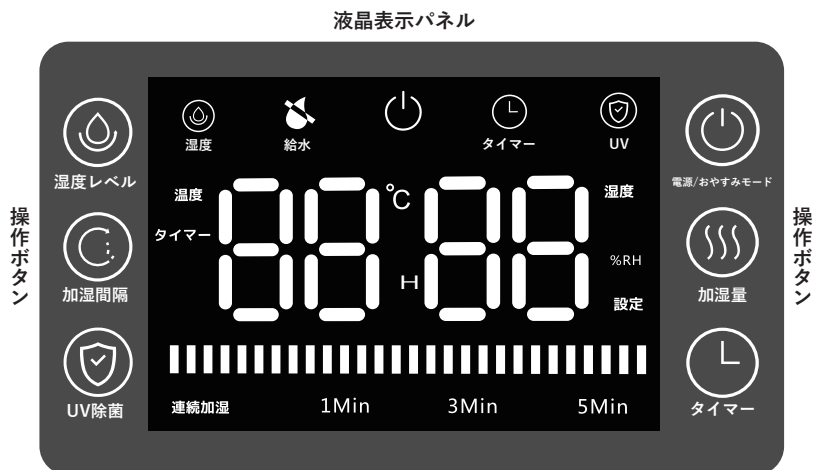 液晶表示パネル
操作ボタン
湿度レベル
加湿間隔
UV除菌
湿度
給水
タイマー
UV
温度
タイマー
88
℃
H
88
湿度
%RH
設定
連続加湿 1Min 3Min 5Min
電源/おやすみモード
加湿量
タイマー
操作ボタン